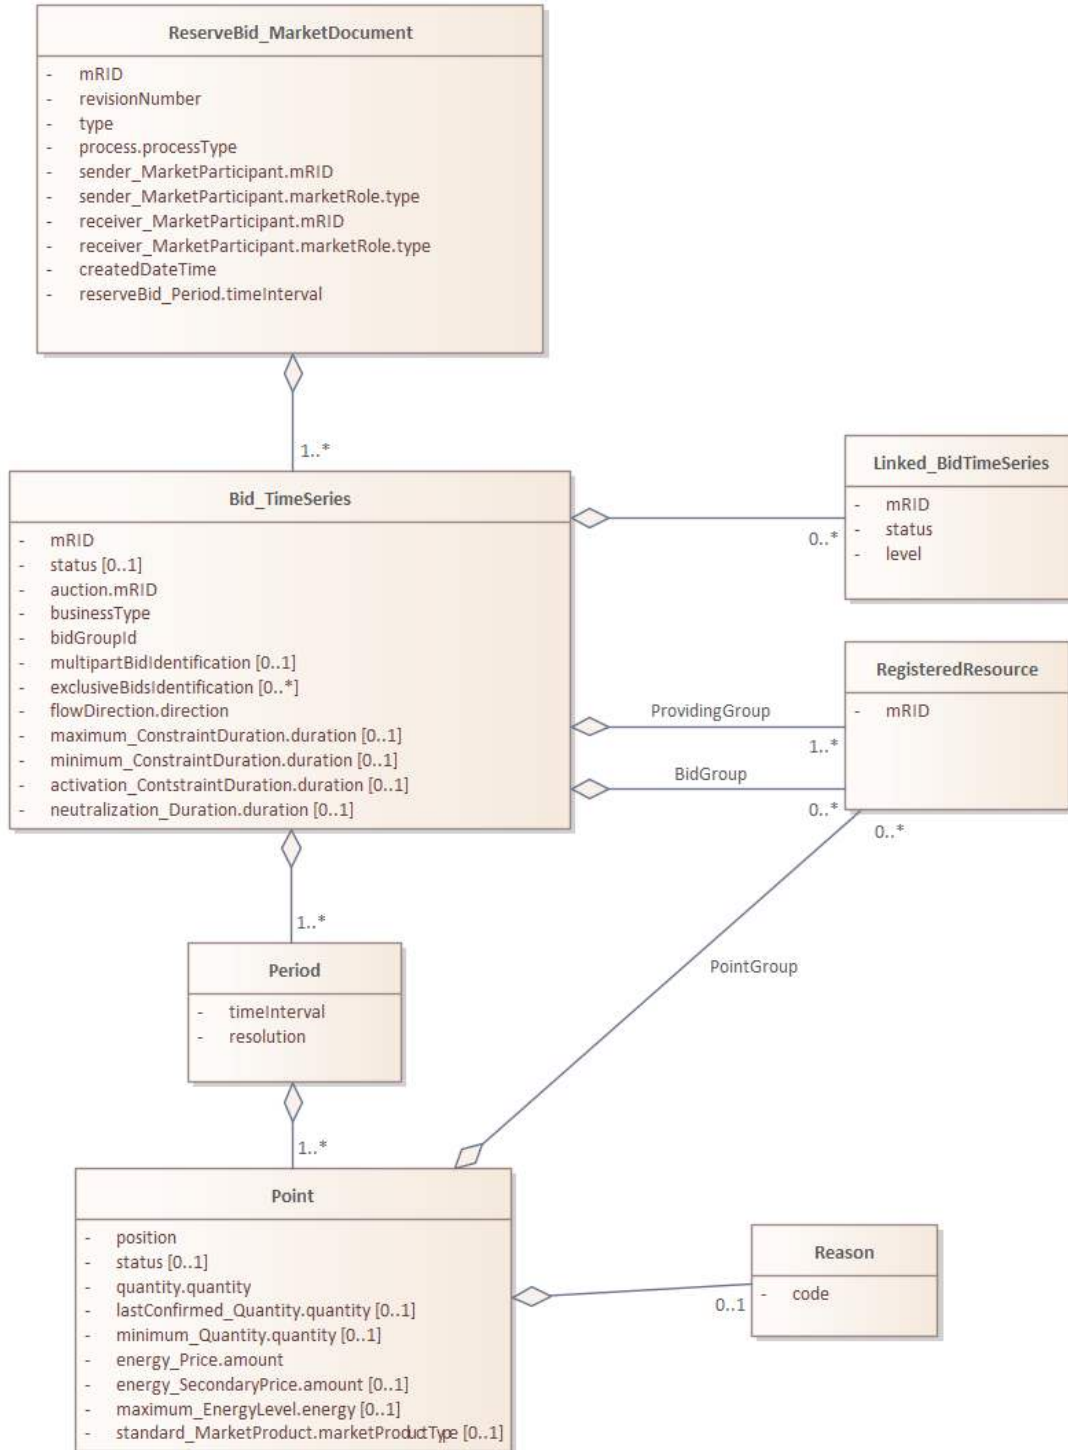 ReserveBid_MarketDocument
- mRID
- revisionNumber
- type
- process.processType
- sender_MarketParticipant.mRID
- sender_MarketParticipant.marketRole.type
- receiver_MarketParticipant.mRID
- receiver_MarketParticipant.marketRole.type
- createdDateTime
- reserveBid_Period.timeInterval
1..*
Bid_TimeSeries
- mRID
- status [0..1]
- auction.mRID
- businessType
- bidGroupId
- multipartBidIdentification [0..1]
- exclusiveBidsIdentification [0..*]
- flowDirection.direction
- maximum_ConstraintDuration.duration [0..1]
- minimum_ConstraintDuration.duration [0..1]
- activation_ContstraintDuration.duration [0..1]
- neutralization_Duration.duration [0..1]
0..*
Linked_BidTimeSeries
- mRID
- status
- level
ProvidingGroup
1..*
BidGroup
0..*
RegisteredResource
- mRID
0..*
PointGroup
1..*
Period
- timeInterval
- resolution
1..*
Point
- position
- status [0..1]
- quantity.quantity
- lastConfirmed_Quantity.quantity [0..1]
- minimum_Quantity.quantity [0..1]
- energy_Price.amount
- energy_SecondaryPrice.amount [0..1]
- maximum_EnergyLevel.energy [0..1]
- standard_MarketProduct.marketProductType [0..1]
0..1
Reason
- code